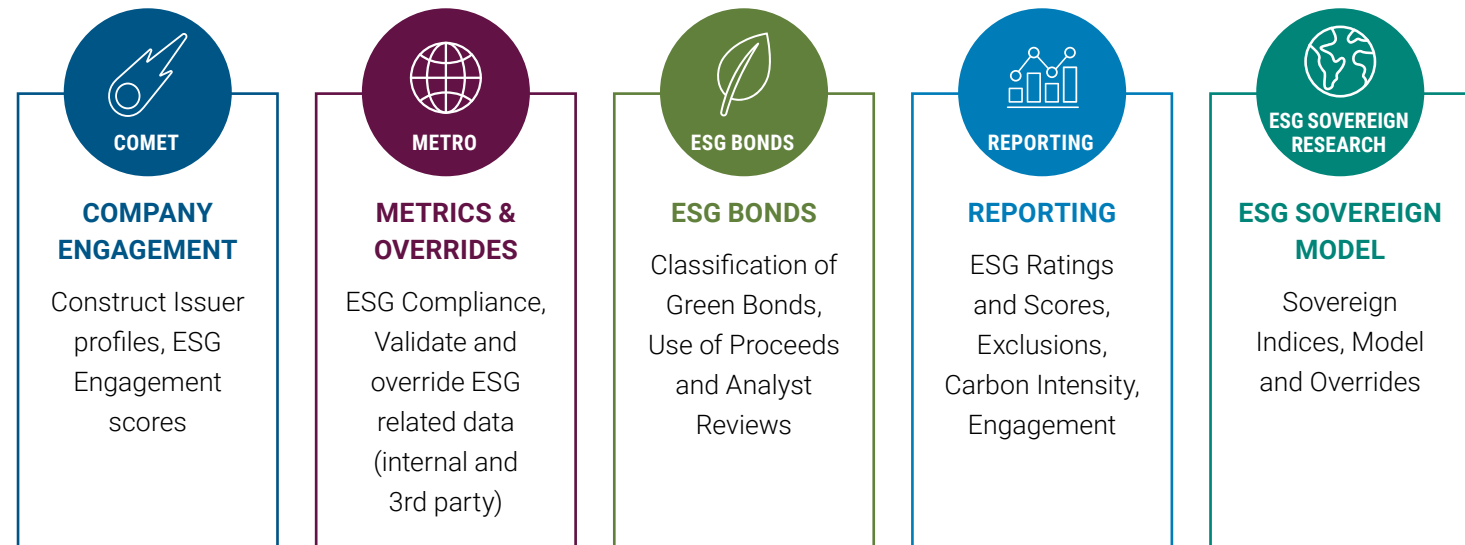 COMET
COMPANY
ENGAGEMENT
Construct Issuer
profiles, ESG
Engagement
scores
METRO
METRICS &
OVERRIDES
ESG Compliance,
Validate and
override ESG
related data
(internal and
3rd party)
ESG BONDS
ESG BONDS
Classification of
Green Bonds,
Use of Proceeds
and Analyst
Reviews
REPORTING
REPORTING
ESG Ratings
and Scores,
Exclusions,
Carbon Intensity,
Engagement
ESG SOVEREIGN
RESEARCH
ESG SOVEREIGN
MODEL
Sovereign
Indices, Model
and Overrides